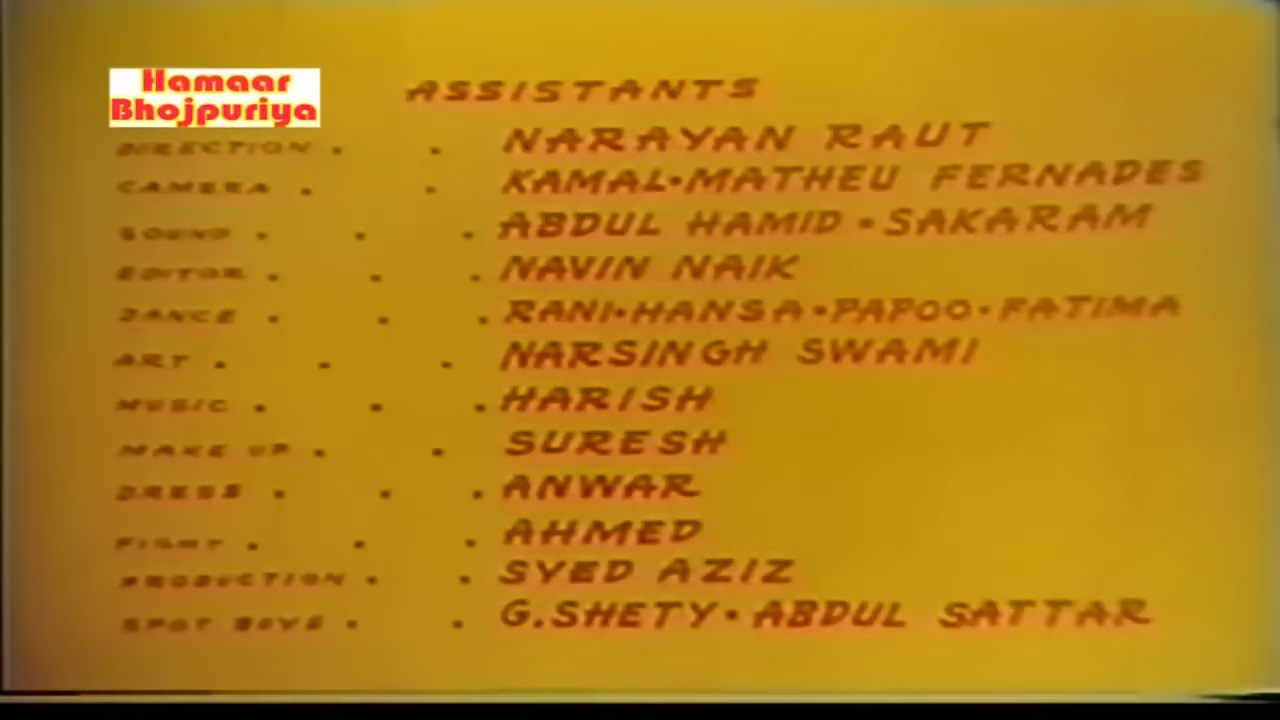 Hamaar
Bhojpuriya
ASSISTANTS
DIRECTION . . NARAYAN RAUT
CAMERA . . KAMAL•MATHEU FERNADES
SOUND . . . ABDUL HAMID•SAKARAM
EDITOR . . . NAVIN NAIK
DANCE . . . RANI•HANSA•PAPOO•FATIMA
ART . . . NARSINGH SWAMI
MUSIC . . . HARISH
MAKE UP . . SURESH
DRESS . . . ANWAR
FIGHT . . . AHMED
PRODUCTION . . SYED AZIZ
SPOT BOYS . . G.SHETY•ABDUL SATTAR